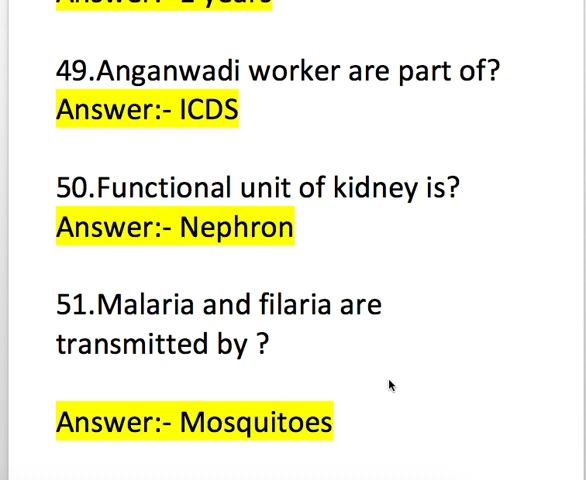 49.Anganwadi worker are part of?
Answer:- ICDS
50.Functional unit of kidney is?
Answer:- Nephron
51.Malaria and filaria are
transmitted by ?
Answer:- Mosquitoes